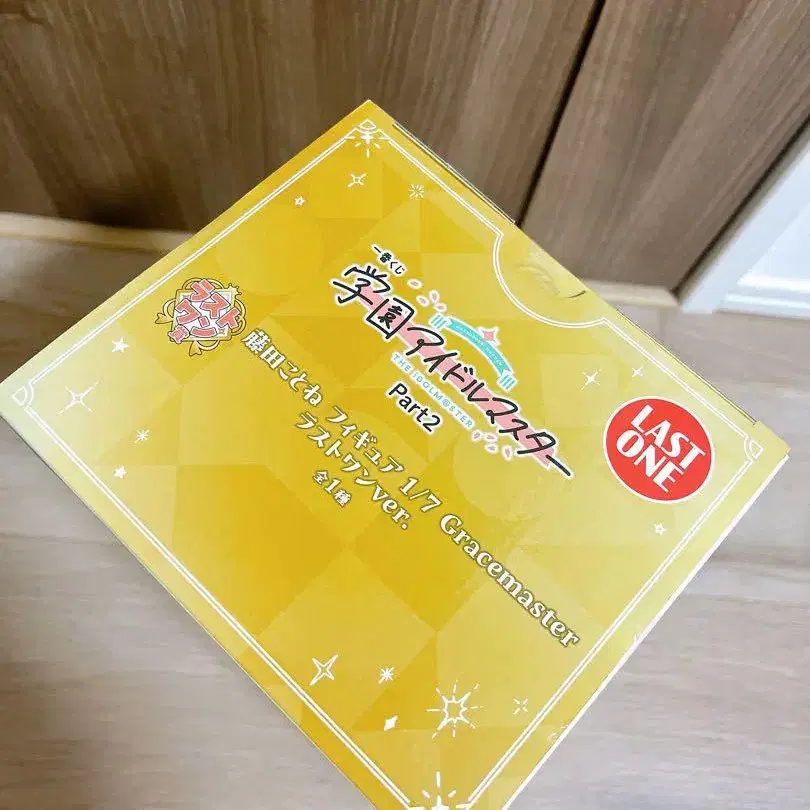 一番くじ
学園アイドルマスター
THE IDOLM@STER
Part2
ラスト
ワン
賞
LAST
ONE
藤田ことね フィギュア 1/7 Gracemaster
ラストワンver.
全1種